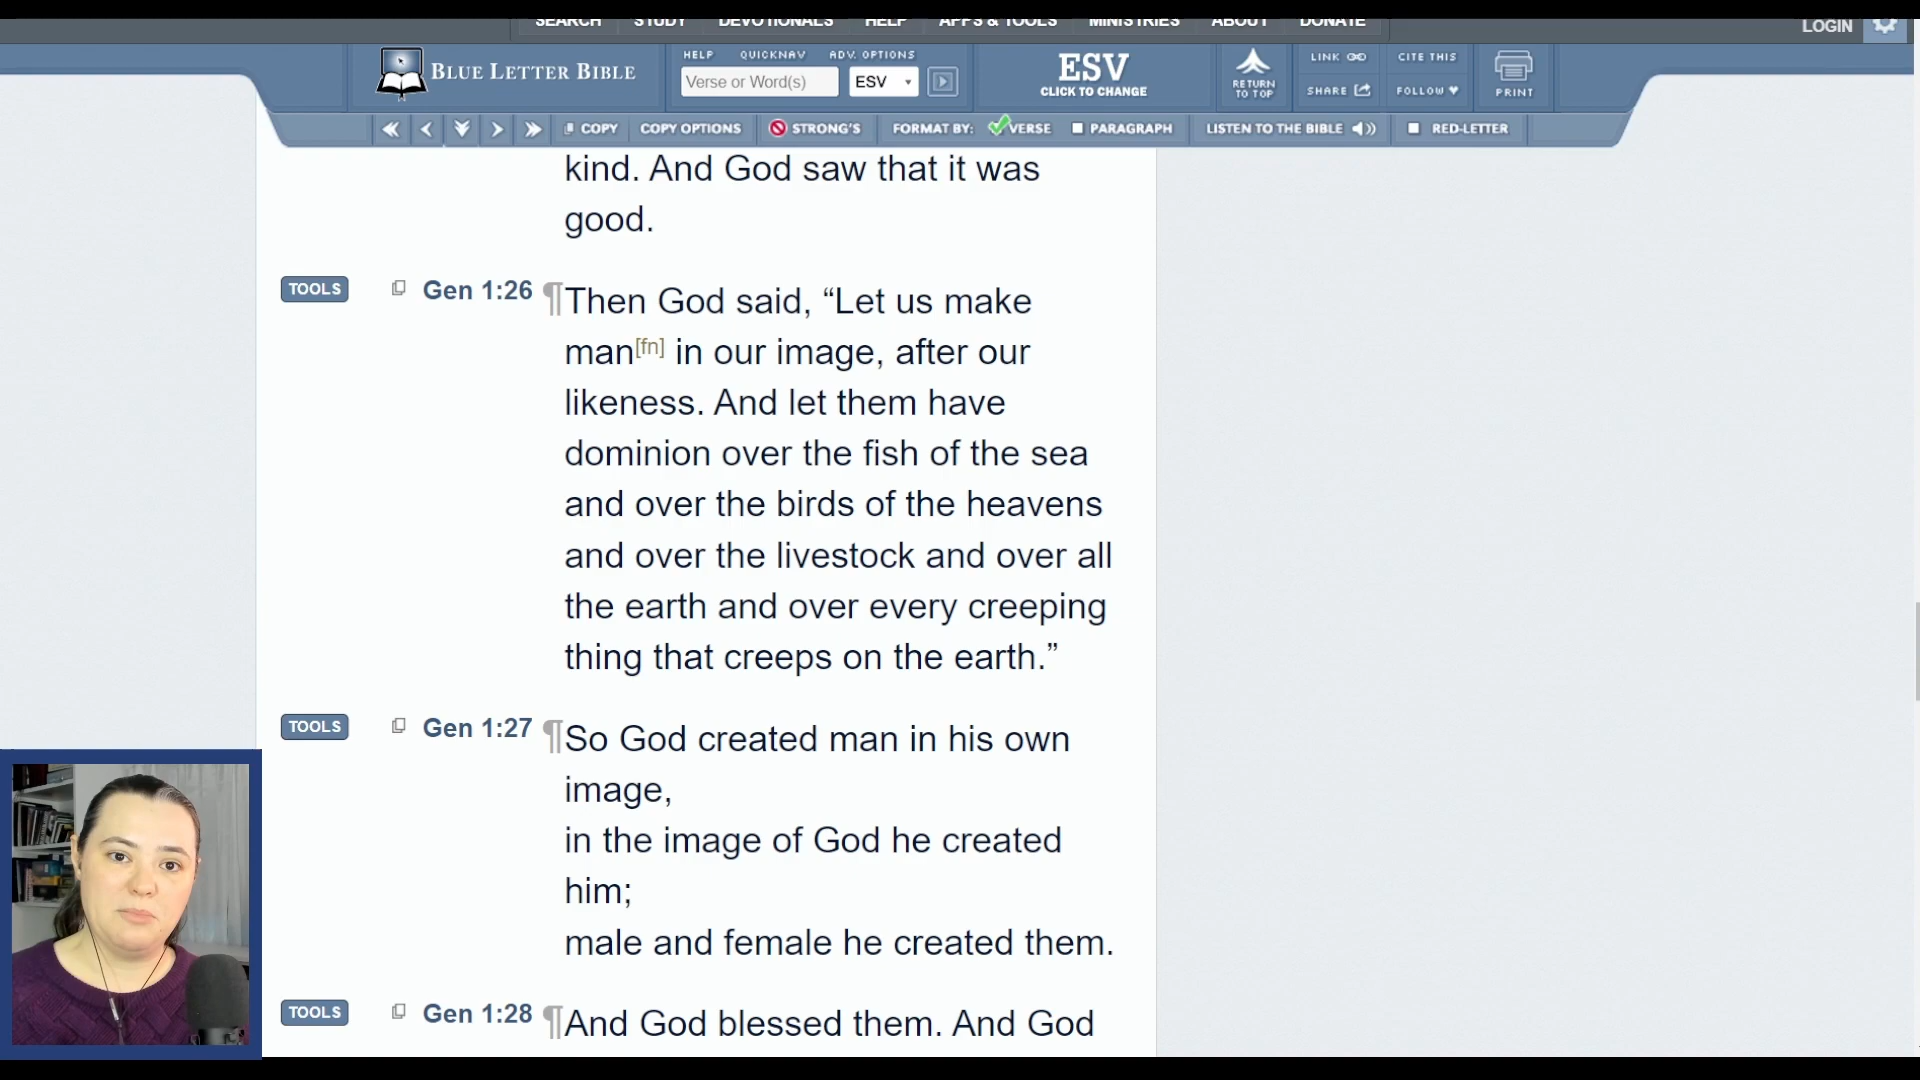 SEARCH STUDY DEVOTIONALS HELP APPS & TOOLS MINISTRIES ABOUT DONATE
LOGIN
BLUE LETTER BIBLE
HELP QUICKNAV ADV. OPTIONS
Verse or Word(s) ESV
ESV
CLICK TO CHANGE
RETURN
TO TOP
LINK CITE THIS
SHARE FOLLOW
PRINT
COPY COPY OPTIONS STRONG'S FORMAT BY: VERSE PARAGRAPH LISTEN TO THE BIBLE RED-LETTER
kind. And God saw that it was
good.
TOOLS Gen 1:26 ¶Then God said, “Let us make
man[fn] in our image, after our
likeness. And let them have
dominion over the fish of the sea
and over the birds of the heavens
and over the livestock and over all
the earth and over every creeping
thing that creeps on the earth.”
TOOLS Gen 1:27 ¶So God created man in his own
image,
in the image of God he created
him;
male and female he created them.
TOOLS Gen 1:28 ¶And God blessed them. And God